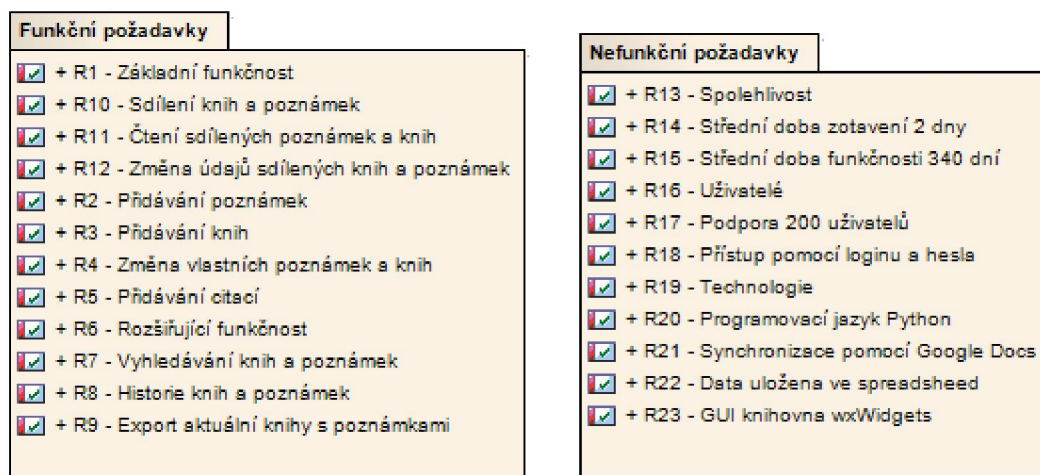 Funkční požadavky
+ R1 - Základní funkčnost
+ R10 - Sdílení knih a poznámek
+ R11 - Čtení sdílených poznámek a knih
+ R12 - Změna údajů sdílených knih a poznámek
+ R2 - Přidávání poznámek
+ R3 - Přidávání knih
+ R4 - Změna vlastních poznámek a knih
+ R5 - Přidávání citací
+ R6 - Rozšiřující funkčnost
+ R7 - Vyhledávání knih a poznámek
+ R8 - Historie knih a poznámek
+ R9 - Export aktuální knihy s poznámkami
Nefunkční požadavky
+ R13 - Spolehlivost
+ R14 - Střední doba zotavení 2 dny
+ R15 - Střední doba funkčnosti 340 dní
+ R16 - Uživatelé
+ R17 - Podpora 200 uživatelů
+ R18 - Přístup pomocí loginu a hesla
+ R19 - Technologie
+ R20 - Programovací jazyk Python
+ R21 - Synchronizace pomocí Google Docs
+ R22 - Data uložena ve spreadsheed
+ R23 - GUI knihovna wxWidgets